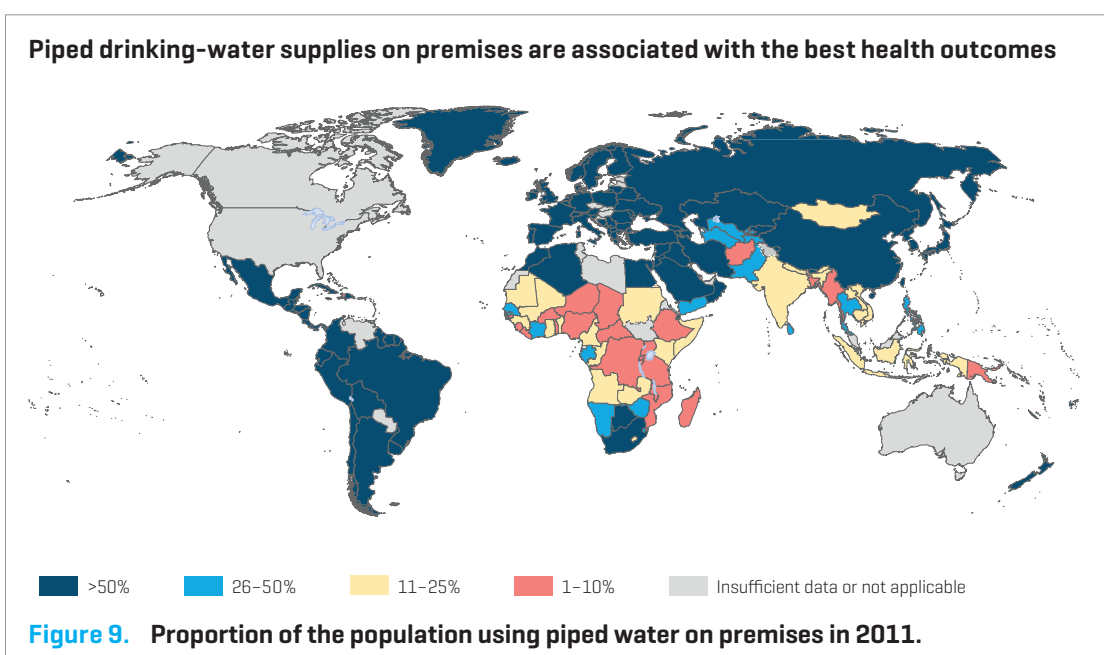 Piped drinking-water supplies on premises are associated with the best health outcomes
>50%
26–50%
11–25%
1–10%
Insufficient data or not applicable
Figure 9. Proportion of the population using piped water on premises in 2011.